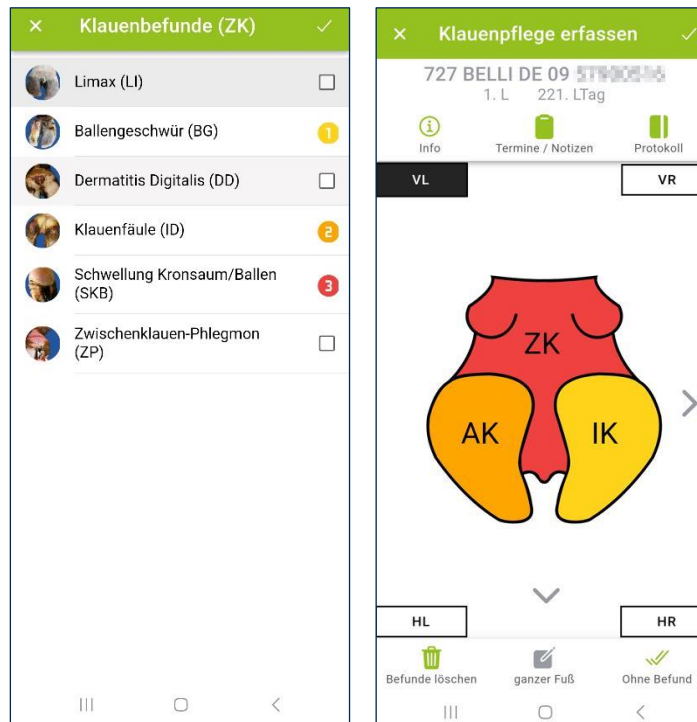 Klauenbefunde (ZK)
Limax (LI)
Ballengeschwür (BG)
1
Dermatitis Digitalis (DD)
Klauenfäule (ID)
2
Schwellung Kronsaum/Ballen
(SKB)
3
Zwischenklauen-Phlegmon
(ZP)
Klauenpflege erfassen
727 BELLI DE 09
1. L 221. LTag
Info Termine / Notizen Protokoll
VL VR
ZK
AK IK
HL HR
Befunde löschen ganzer Fuß Ohne Befund